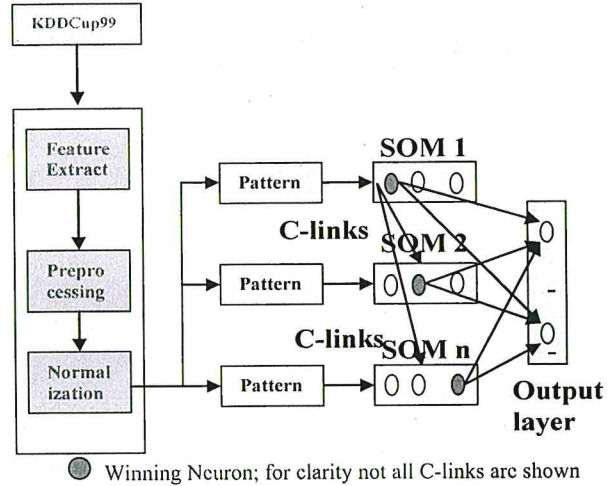 KDDCup99
Feature
Extract
Prepro
cessing
Normal
ization
Pattern
Pattern
Pattern
SOM 1
C-links
SOM 2
C-links
SOM n
Output
layer
Winning Neuron; for clarity not all C-links are shown